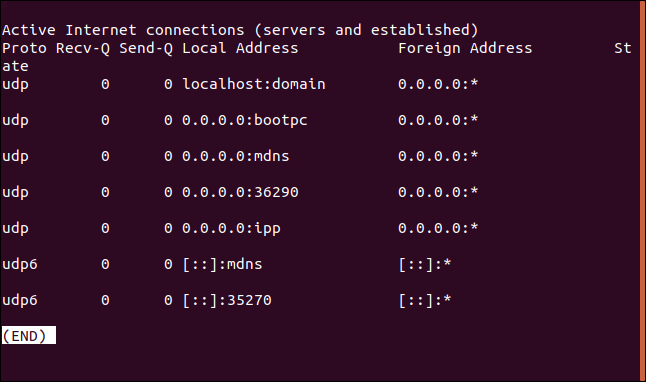 Active Internet connections (servers and established)
Proto Recv-Q Send-Q Local Address           Foreign Address         St
ate
udp        0      0 localhost:domain        0.0.0.0:*
udp        0      0 0.0.0.0:bootpc          0.0.0.0:*
udp        0      0 0.0.0.0:mdns            0.0.0.0:*
udp        0      0 0.0.0.0:36290           0.0.0.0:*
udp        0      0 0.0.0.0:ipp             0.0.0.0:*
udp6       0      0 [::]:mdns               [::]:*
udp6       0      0 [::]:35270              [::]:*
(END)